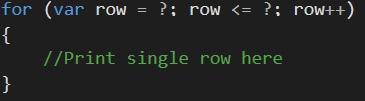 for (var row = ?; row <= ?; row++)
{
    //Print single row here
}